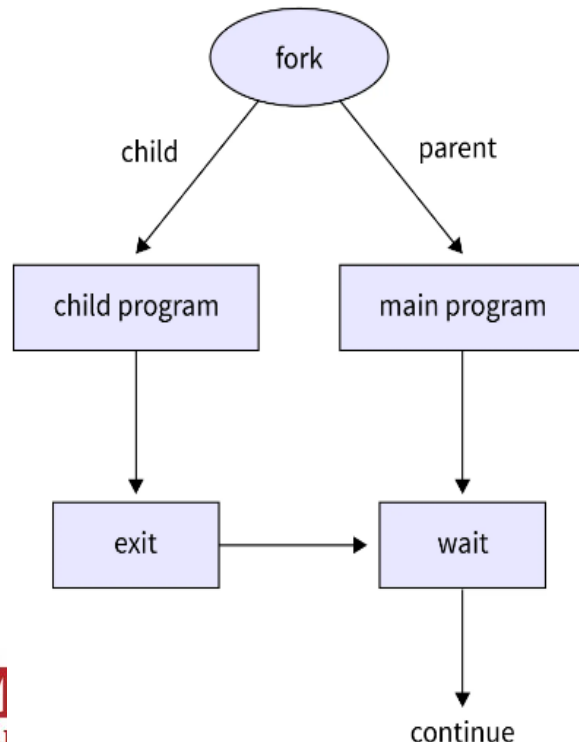 fork
child
parent
child program
main program
exit
wait
continue